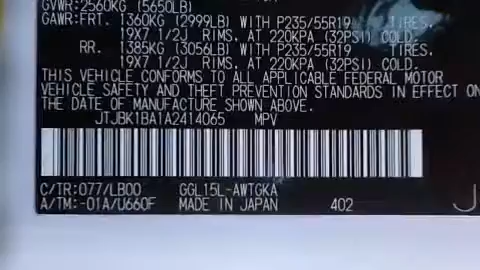 GVWR:2560KG (5650LB)
GAWR:FRT. 1360KG (2999LB) WITH P235/55R19 TIRES,
19X7 1/2J RIMS, AT 220KPA (32PSI) COLD.
RR. 1385KG (3056LB) WITH P235/55R19 TIRES.
19X7 1/2J RIMS, AT 220KPA (32PSI) COLD.
THIS VEHICLE CONFORMS TO ALL APPLICABLE FEDERAL MOTOR
VEHICLE SAFETY AND THEFT PREVENTION STANDARDS IN EFFECT ON
THE DATE OF MANUFACTURE SHOWN ABOVE.
JTJBK1BA1A2414065 MPV
C/TR:077/LB00 GGL15L-AWTGKA
A/TM:-01A/U660F MADE IN JAPAN 402 J